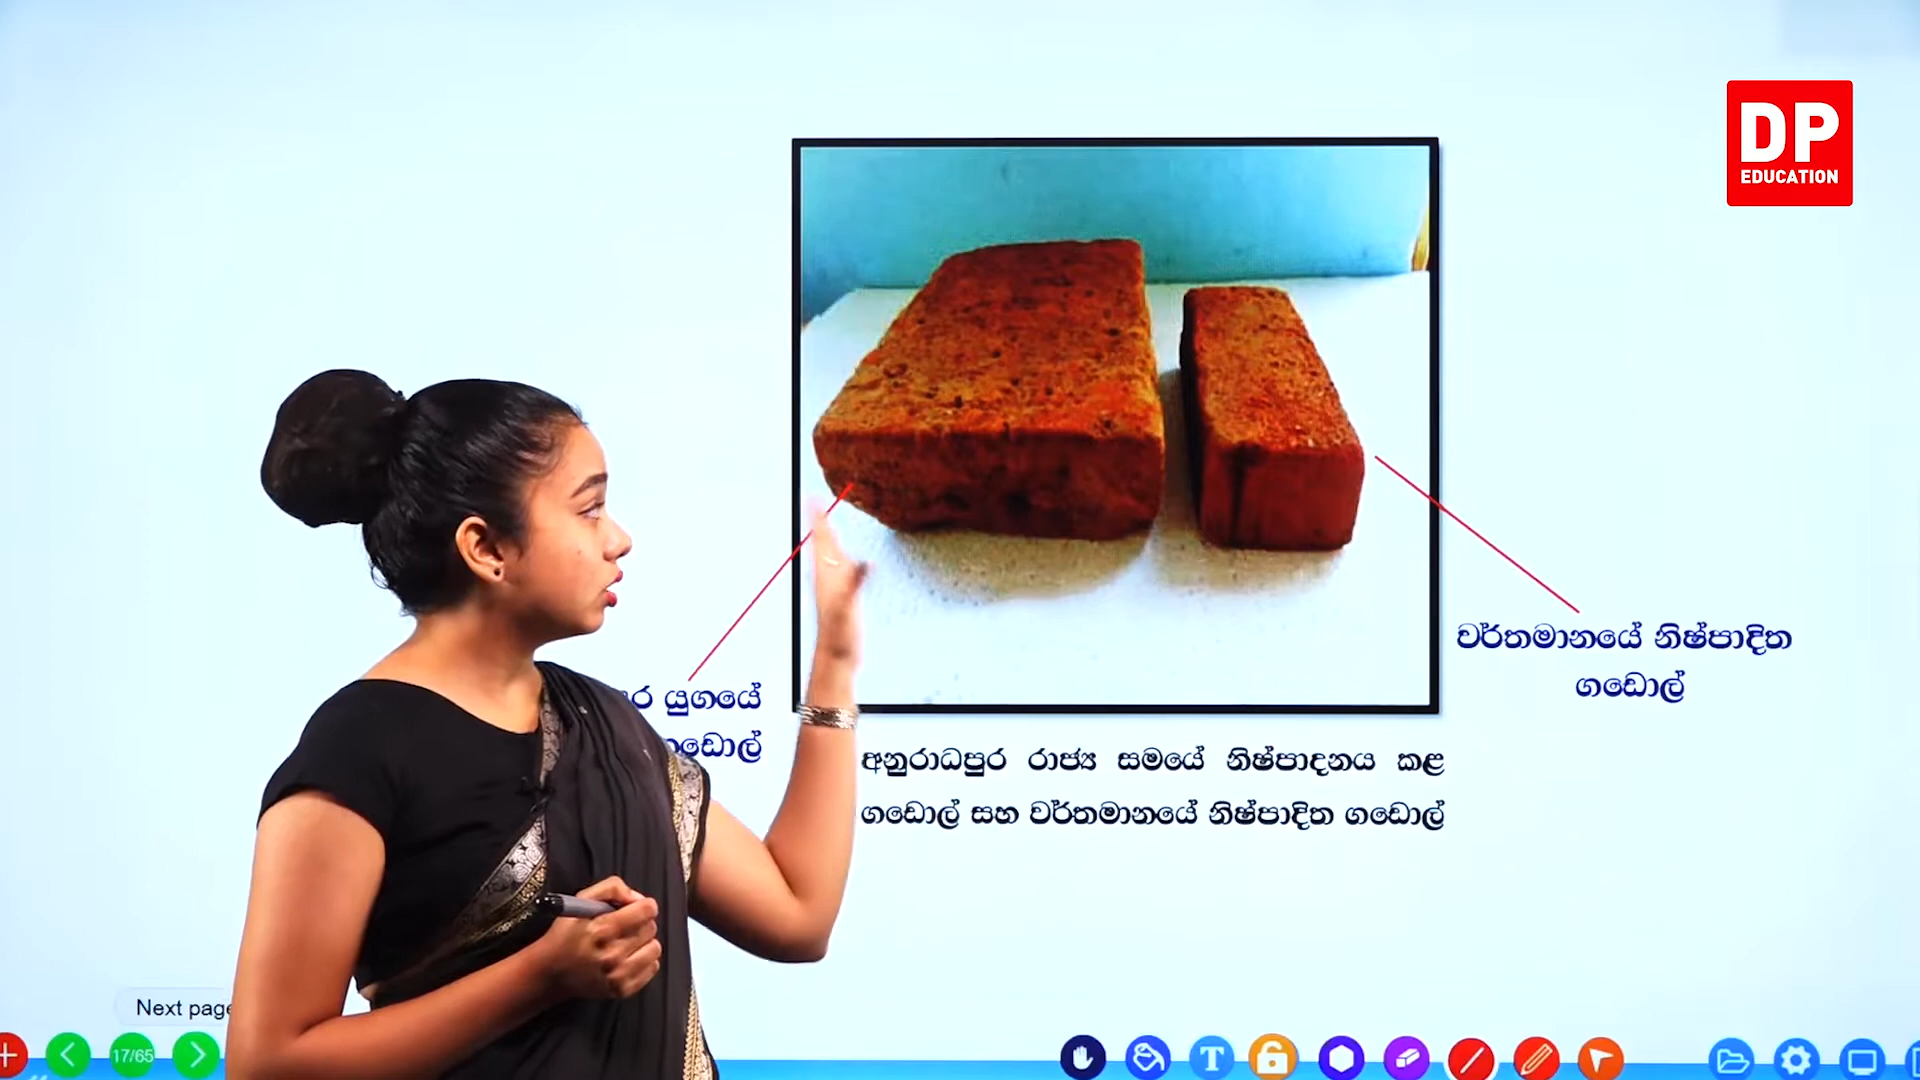 DP
EDUCATION
වර්තමානයේ නිෂ්පාදිත
ගඩොල්
යුගයේ
අනුරාධපුර රාජ්‍ය සමයේ නිෂ්පාදනය කළ
ගඩොල් සහ වර්තමානයේ නිෂ්පාදිත ගඩොල්
Next page
17/65
T